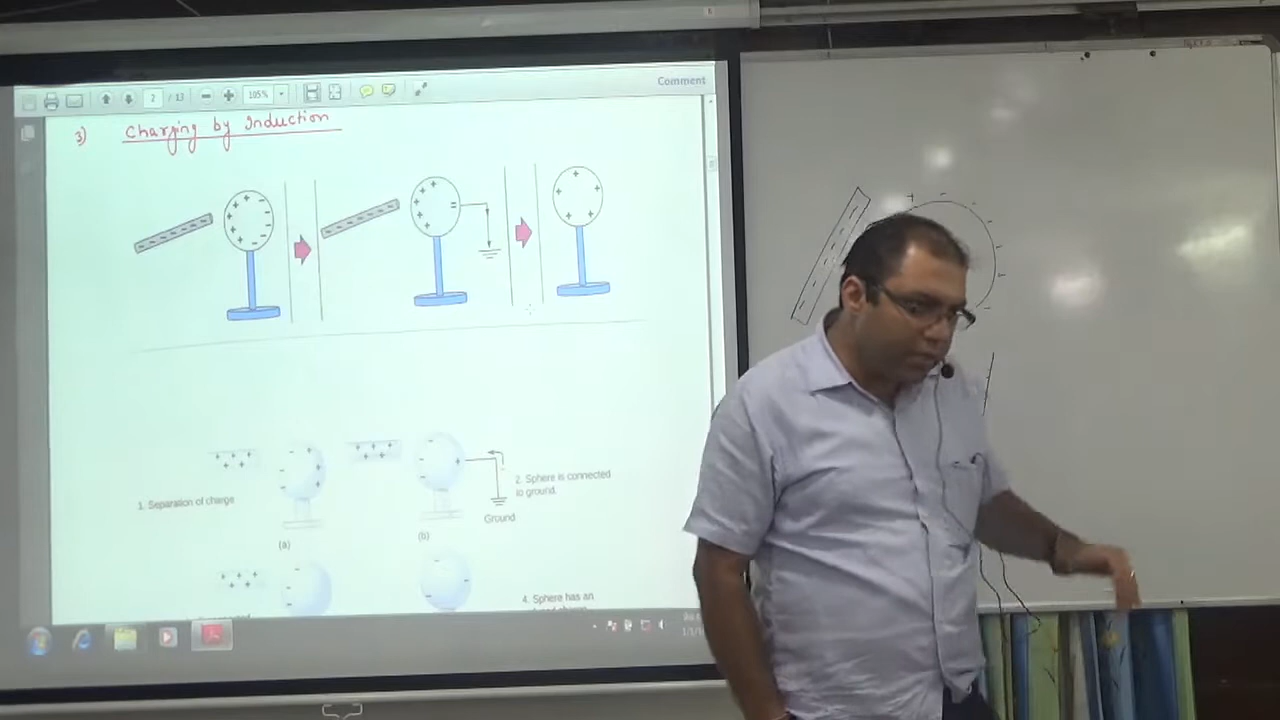 Comment
2 / 13
105%
3) Charging by Induction
1. Separation of charge
2. Sphere is connected
to ground.
Ground
(a)
(b)
4. Sphere has an